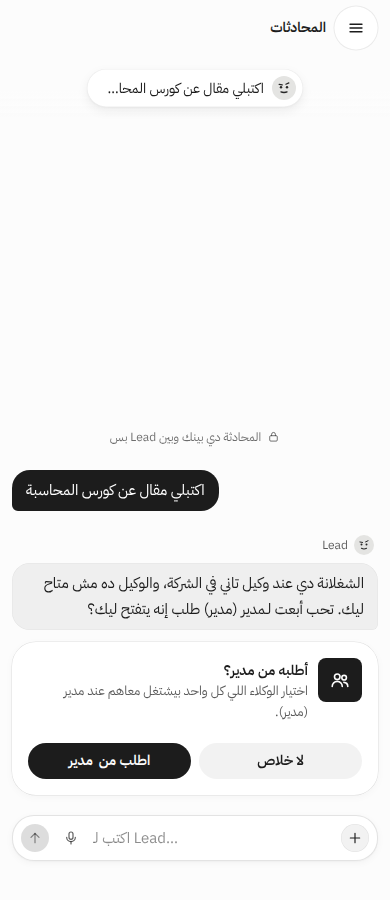 المحادثات
اكتبلي مقال عن كورس المحا...
المحادثة دي بينك وبين Lead بس
اكتبلي مقال عن كورس المحاسبة
Lead
الشغلانة دي عند وكيل تاني في الشركة، والوكيل ده مش متاح
ليك. تحب أبعت لـمدير (مدير) طلب إنه يتفتح ليك؟
أطلبه من مدير؟
اختيار الوكلاء اللي كل واحد بيشتغل معاهم عند مدير
(مدير).
لا خلاص
اطلب من مدير
اكتب لـ Lead...